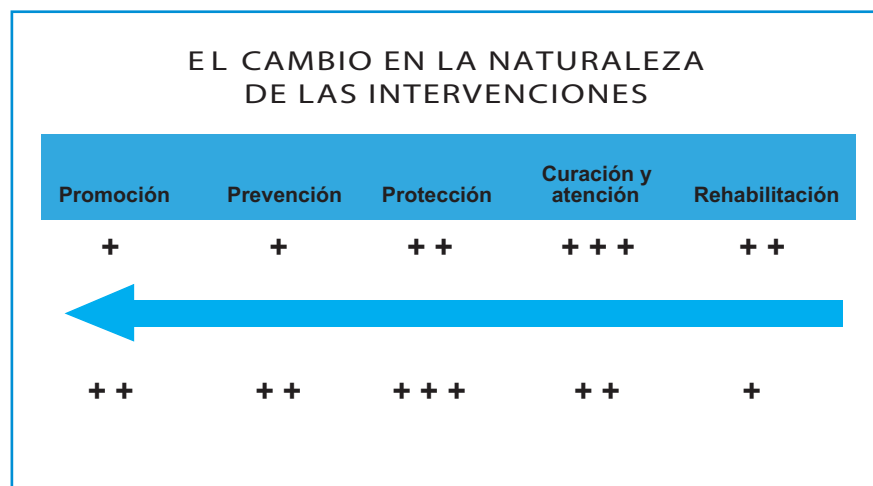 EL CAMBIO EN LA NATURALEZA
DE LAS INTERVENCIONES
Promoción Prevención Protección Curación y atención Rehabilitación
+ + + + + + + + +
+ + + + + + + + + +